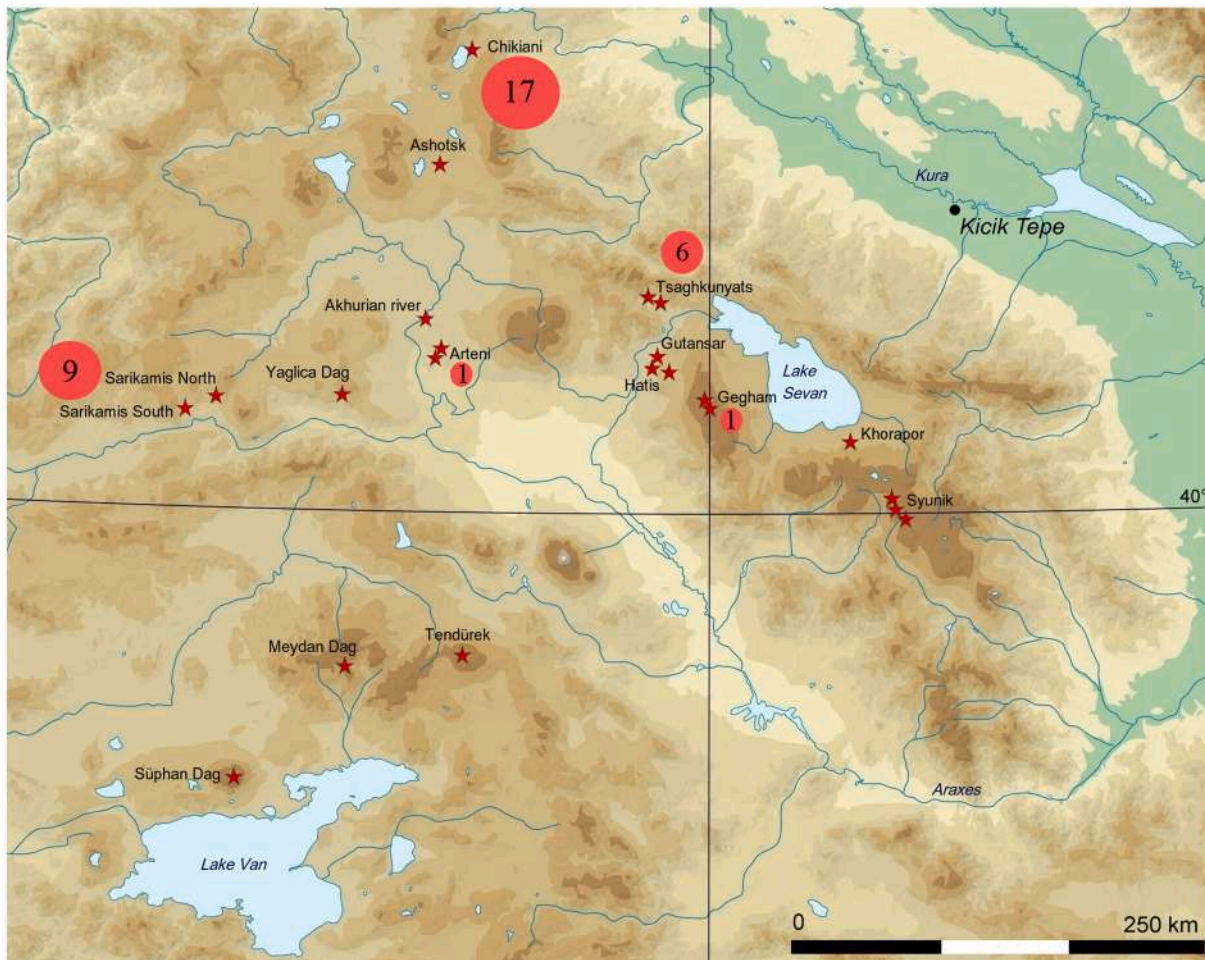 Chikiani
17
Ashotsk
Kura
Kicik Tepe
6
Tsaghkunyats
Akhurian river
Arteni
1
Gutansar
Hatis
Lake
Sevan
9
Sarikamis North
Yaglica Dag
Sarikamis South
Gegham
1
Khorapor
Syunik
40°
Meydan Dag
Tendürek
Süphan Dag
Araxes
Lake Van
0
250 km